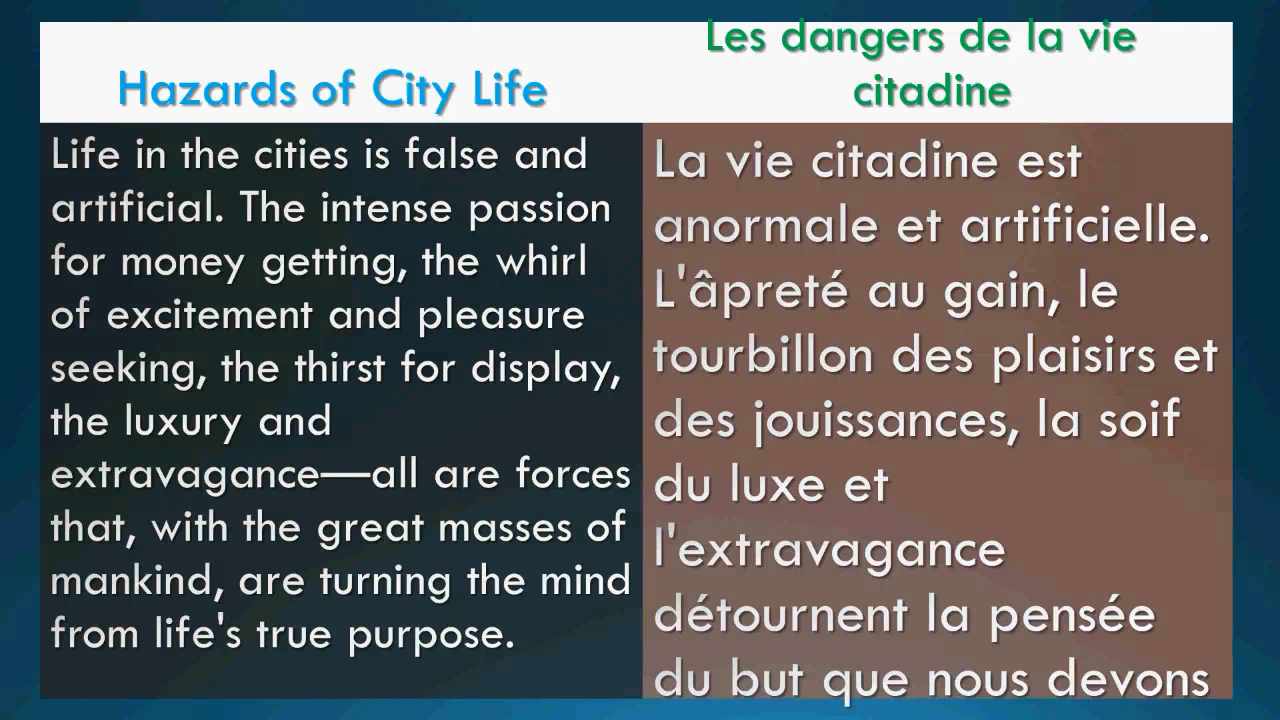 Hazards of City Life
Life in the cities is false and
artificial. The intense passion
for money getting, the whirl
of excitement and pleasure
seeking, the thirst for display,
the luxury and
extravagance—all are forces
that, with the great masses of
mankind, are turning the mind
from life's true purpose.
Les dangers de la vie
citadine
La vie citadine est
anormale et artificielle.
L'âpreté au gain, le
tourbillon des plaisirs et
des jouissances, la soif
du luxe et
l'extravagance
détournent la pensée
du but que nous devons